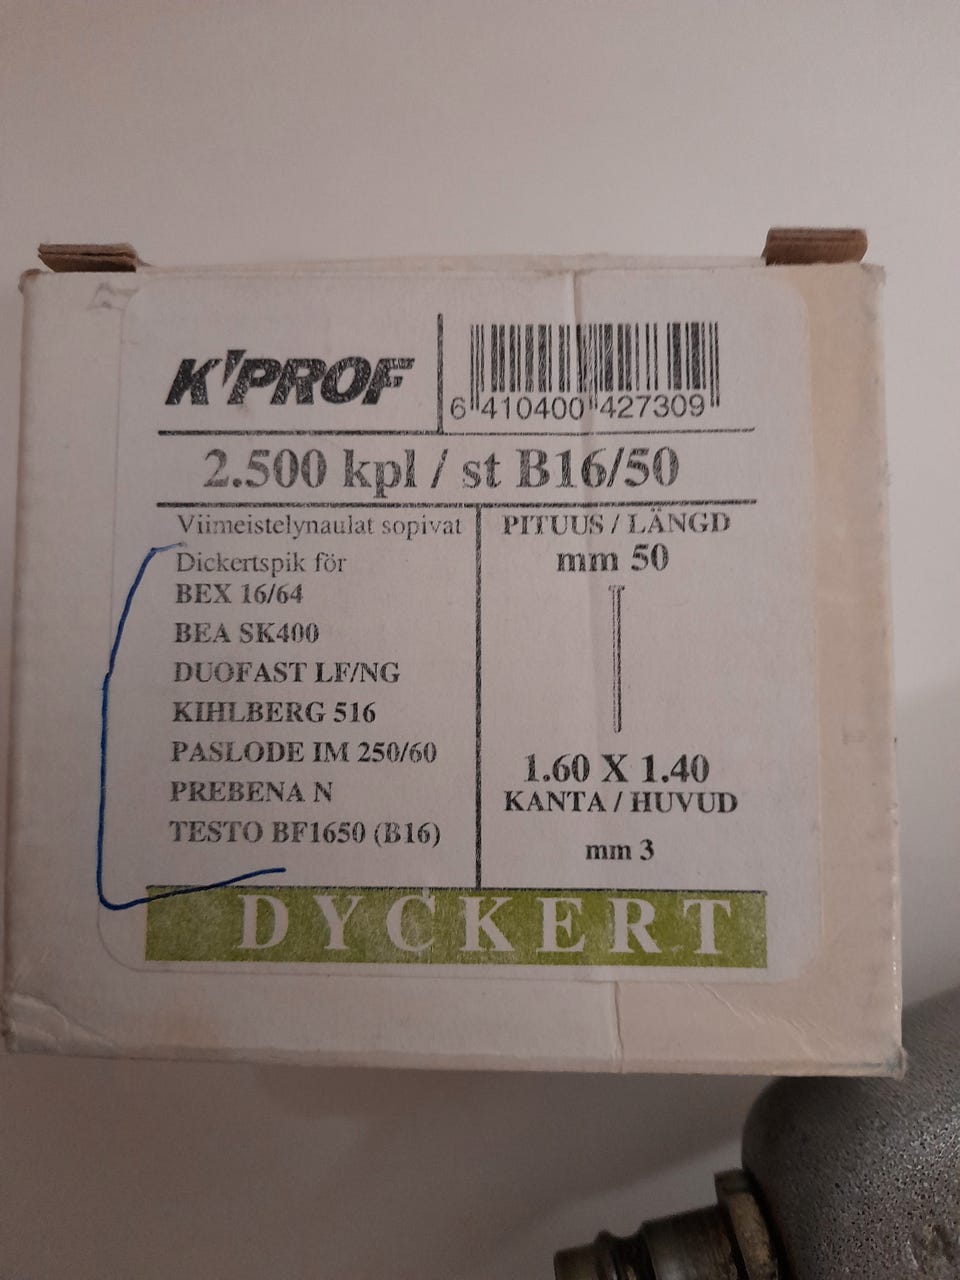 K'PROF
6 410400 427309
2.500 kpl / st B16/50
Viimeistelynaulat sopivat
Dickertspik för
BEX 16/64
BEA SK400
DUOFAST LF/NG
KIHLBERG 516
PASLODE IM 250/60
PREBENA N
TESTO BF1650 (B16)
PITUUS / LÄNGD
mm 50
1.60 X 1.40
KANTA / HUVUD
mm 3
DYCKERT